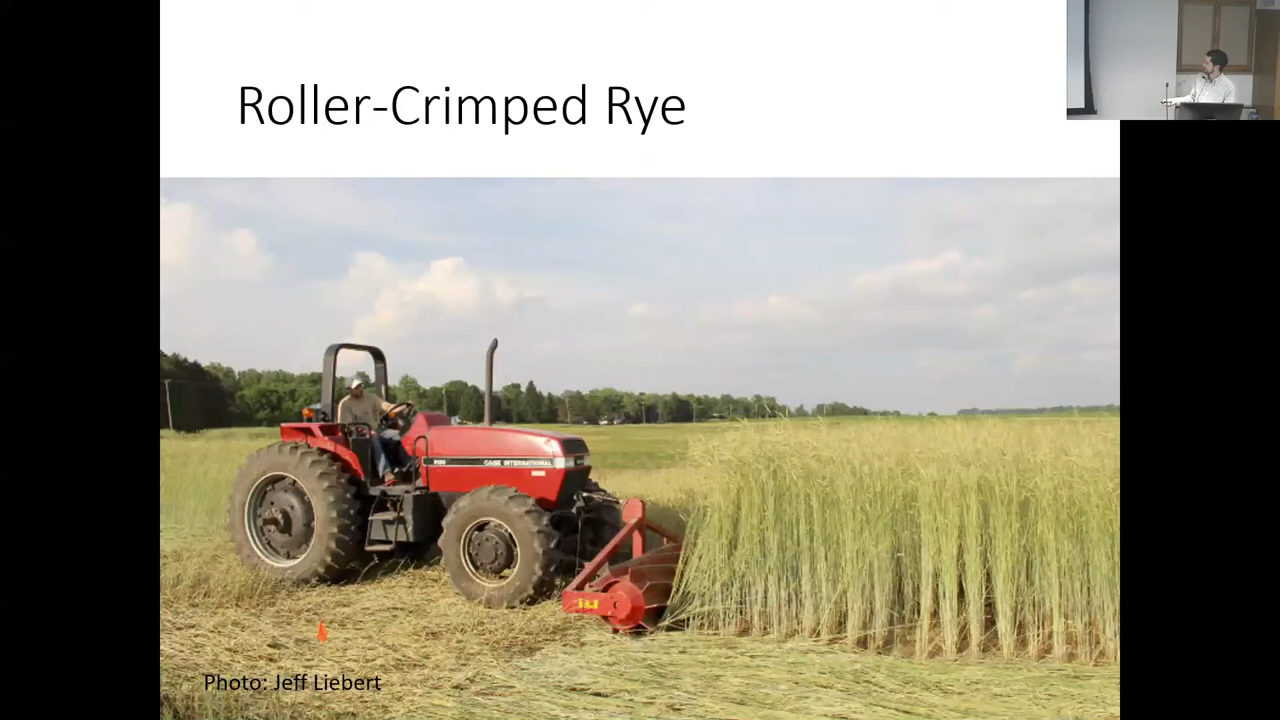 Roller-Crimped Rye
CASE INTERNATIONAL
Photo: Jeff Liebert